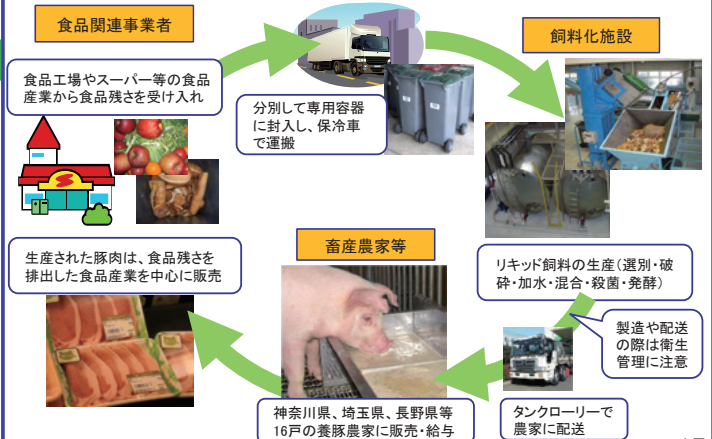 食品関連事業者
食品工場やスーパー等の食品
産業から食品残さを受け入れ
分別して専用容器
に封入し、保冷車
で運搬
飼料化施設
リキッド飼料の生産(選別・破
砕・加水・混合・殺菌・発酵)
製造や配送
の際は衛生
管理に注意
タンクローリーで
農家に配送
畜産農家等
神奈川県、埼玉県、長野県等
16戸の養豚農家に販売・給与
生産された豚肉は、食品残さを
排出した食品産業を中心に販売